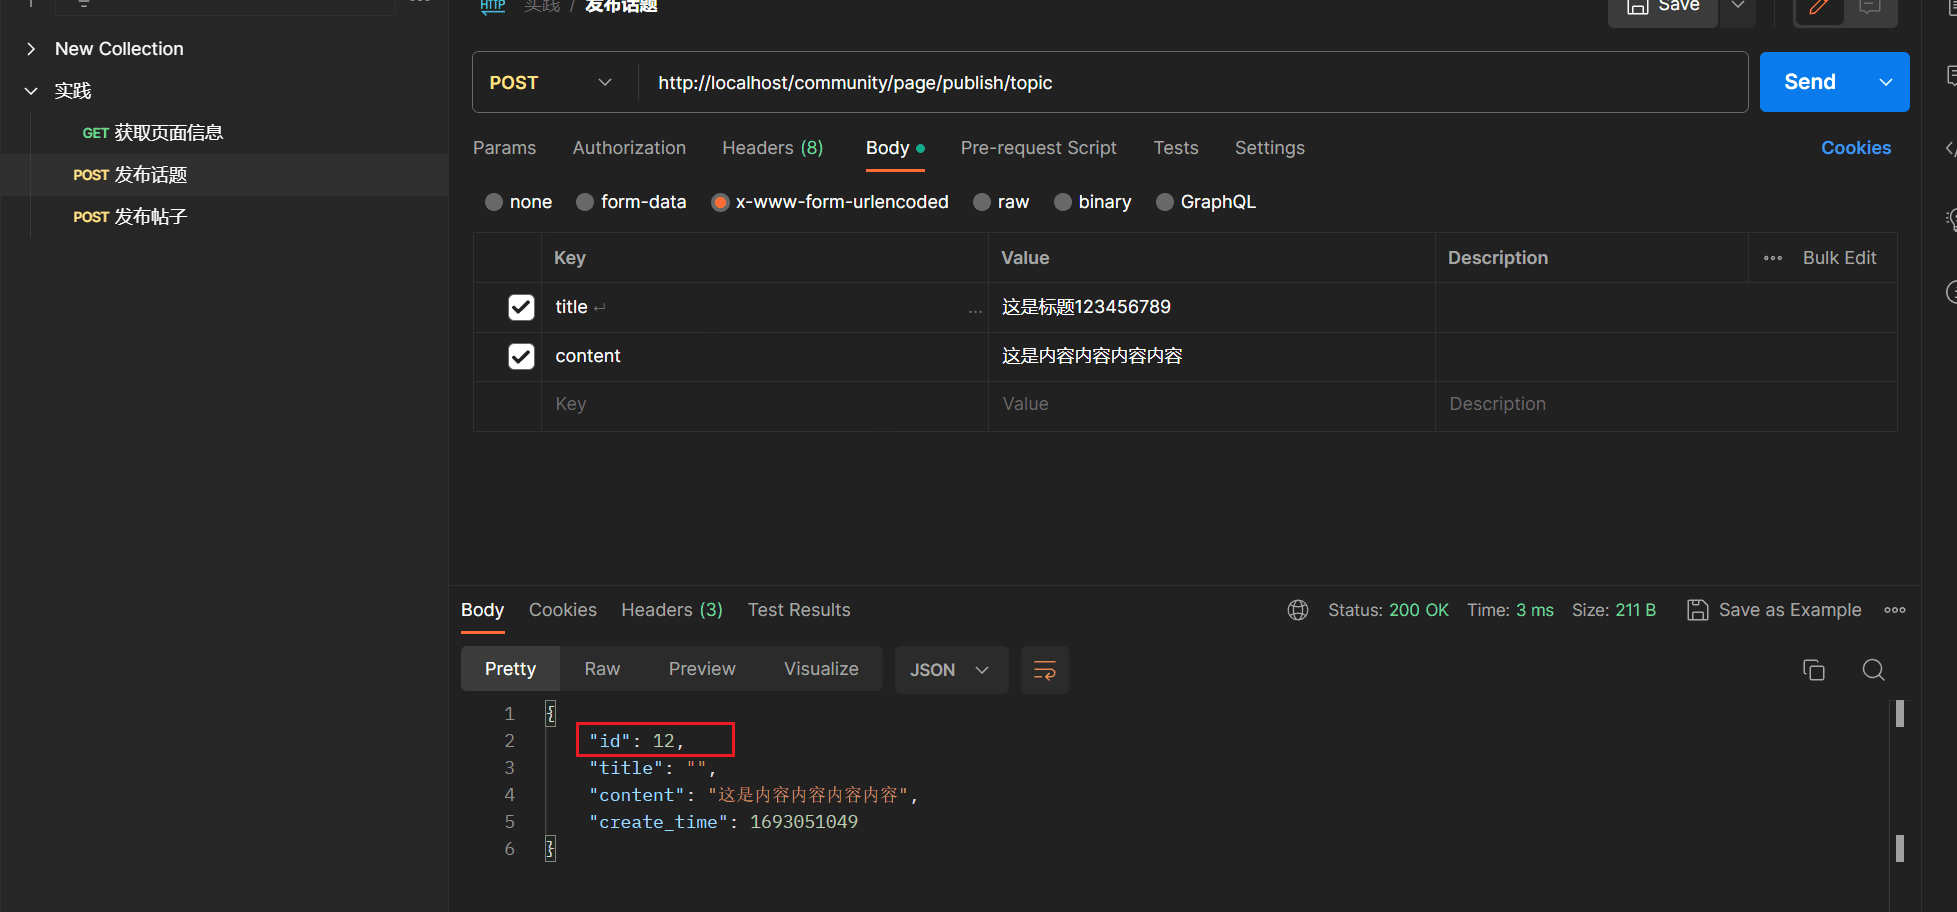 HTTP 实践 / 发布话题
Save
New Collection
实践
GET 获取页面信息
POST 发布话题
POST 发布帖子
POST http://localhost/community/page/publish/topic
Send
Params Authorization Headers (8) Body Pre-request Script Tests Settings Cookies
none form-data x-www-form-urlencoded raw binary GraphQL
Key Value Description Bulk Edit
title 这是标题123456789
content 这是内容内容内容内容
Key Value Description
Body Cookies Headers (3) Test Results Status: 200 OK Time: 3 ms Size: 211 B Save as Example
Pretty Raw Preview Visualize JSON
1 {
2 "id": 12,
3 "title": "",
4 "content": "这是内容内容内容内容",
5 "create_time": 1693051049
6 }